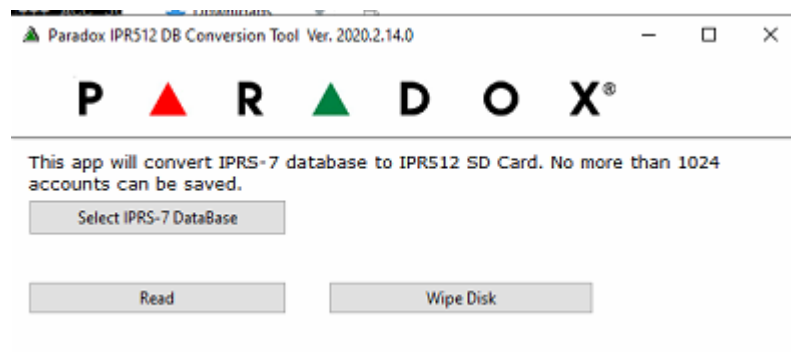 Downloads
Paradox IPR512 DB Conversion Tool Ver. 2020.2.14.0
P A R A D O X®
This app will convert IPRS-7 database to IPR512 SD Card. No more than 1024
accounts can be saved.
Select IPRS-7 DataBase
Read Wipe Disk